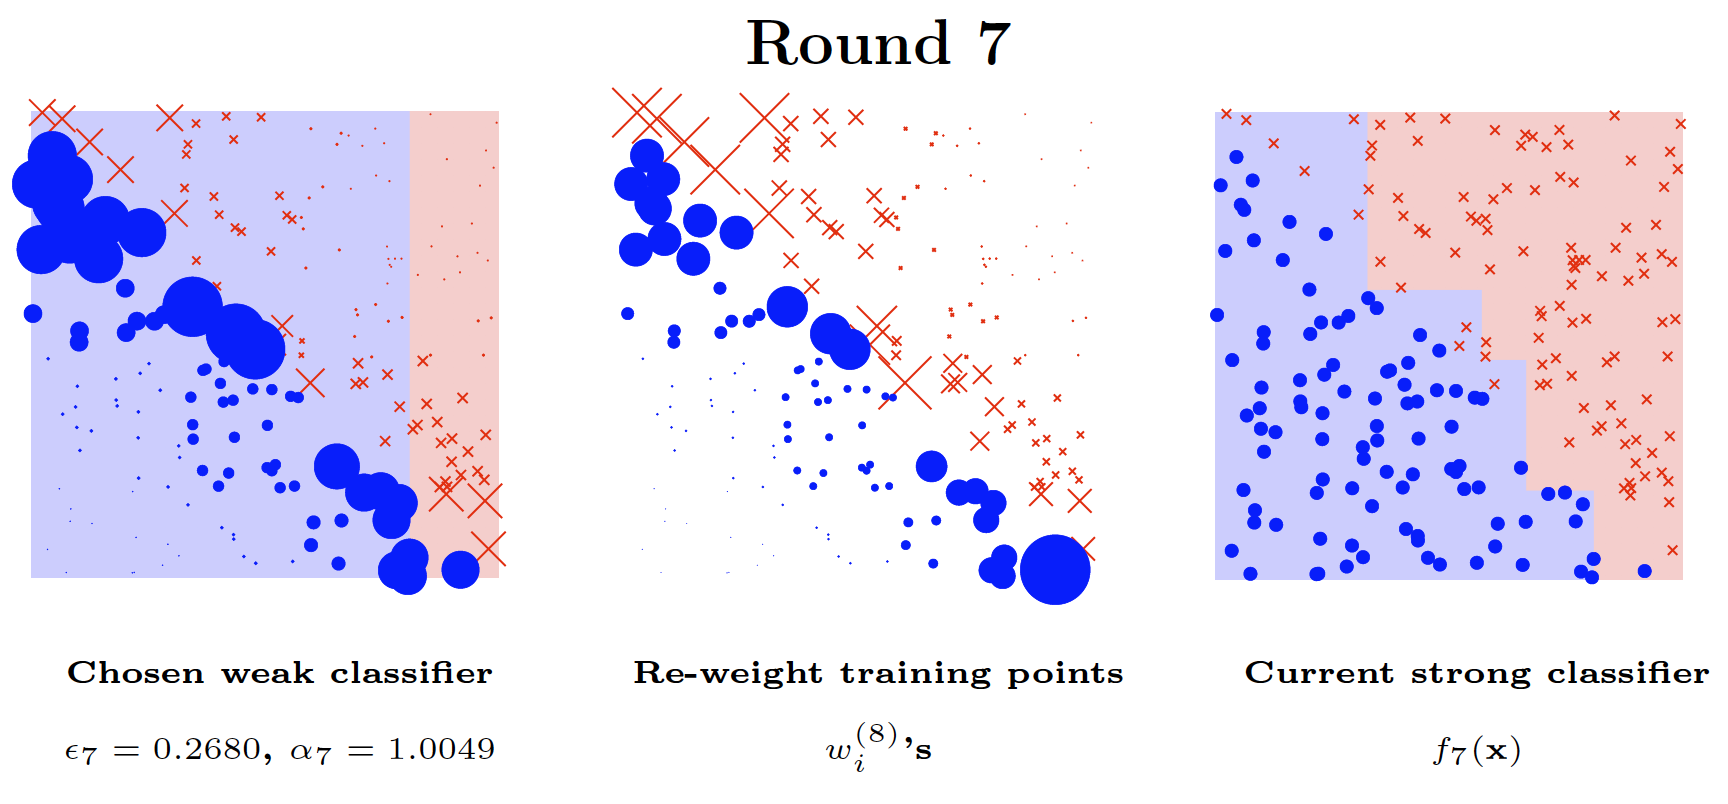 Round 7
Chosen weak classifier
Re-weight training points
Current strong classifier
ϵ₇ = 0.2680, α₇ = 1.0049
wᵢ⁽⁸⁾'s
f₇(x)